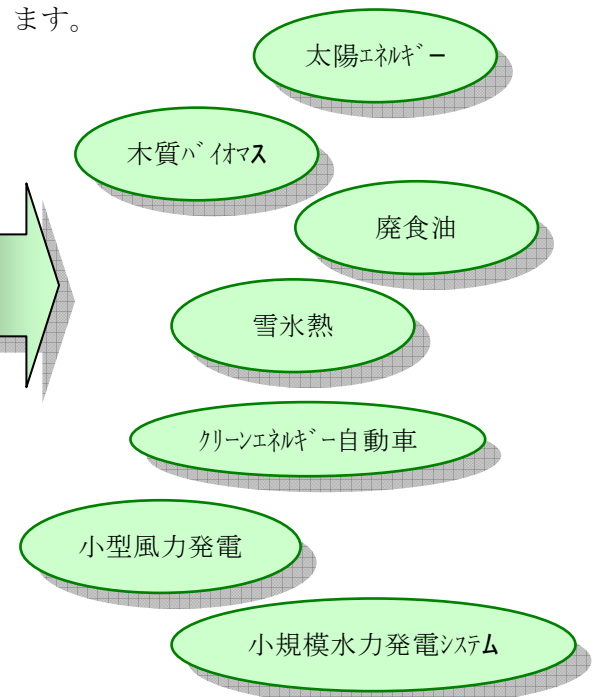 ます。
太陽ｴﾈﾙｷﾞｰ
木質ﾊﾞｲｵﾏｽ
廃食油
雪氷熱
ｸﾘｰﾝｴﾈﾙｷﾞｰ自動車
小型風力発電
小規模水力発電ｼｽﾃﾑ